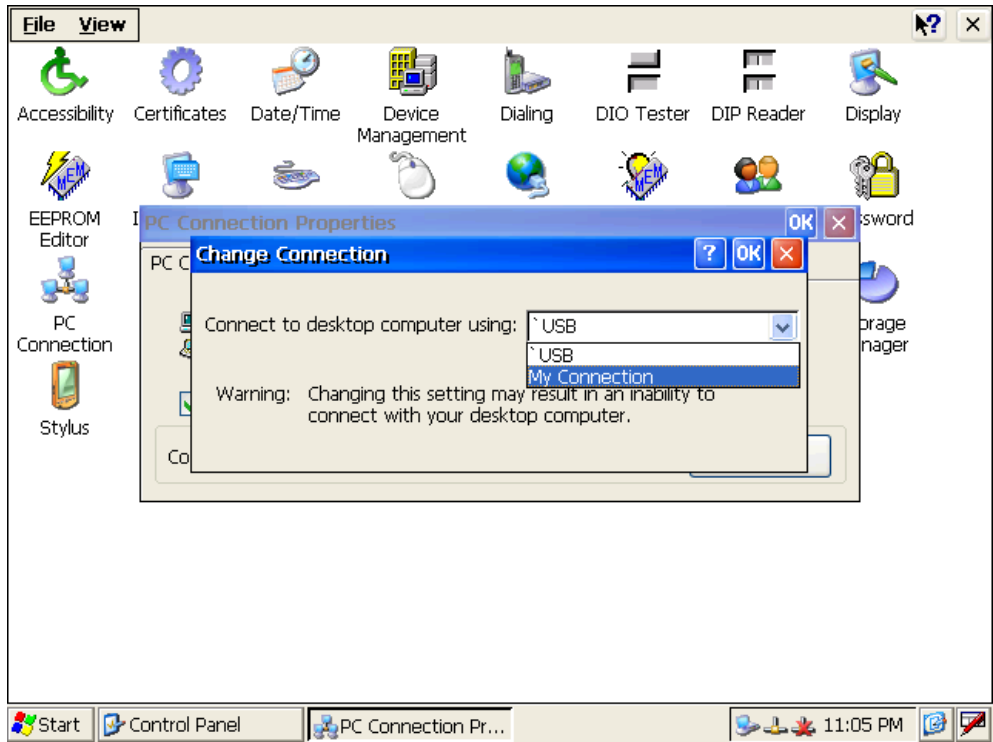 File View
Accessibility Certificates Date/Time Device Management Dialing DIO Tester DIP Reader Display
EEPROM Editor
PC Connection Properties OK
Change Connection ? OK
PC C
Connect to desktop computer using: `USB
`USB
My Connection
Warning: Changing this setting may result in an inability to
connect with your desktop computer.
Co
PC Connection
Stylus
Start Control Panel PC Connection Pr... 11:05 PM